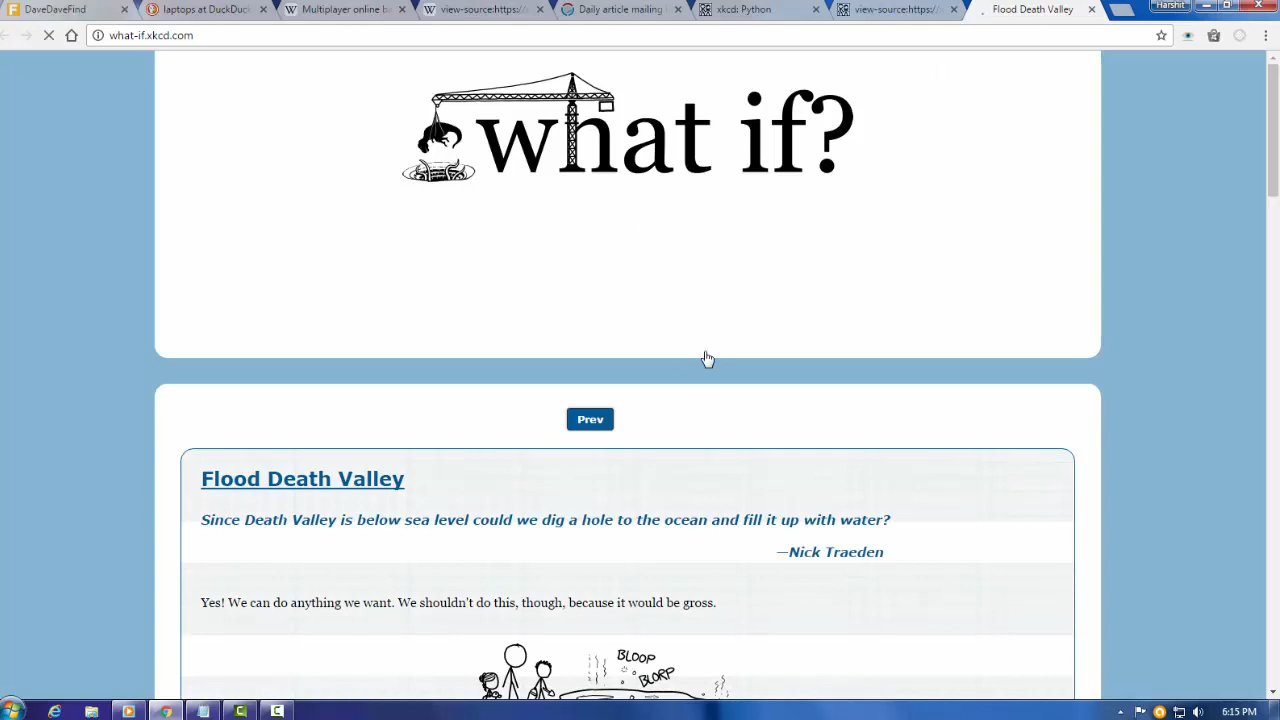 DaveDaveFind
laptops at DuckDuck
Multiplayer online b
view-source:https://
Daily article mailing
xkcd: Python
view-source:https://
Flood Death Valley
Harshit
what-if.xkcd.com
what if?
Prev
Flood Death Valley
Since Death Valley is below sea level could we dig a hole to the ocean and fill it up with water?
—Nick Traeden
Yes! We can do anything we want. We shouldn't do this, though, because it would be gross.
BLOOP
BLORP
6:15 PM